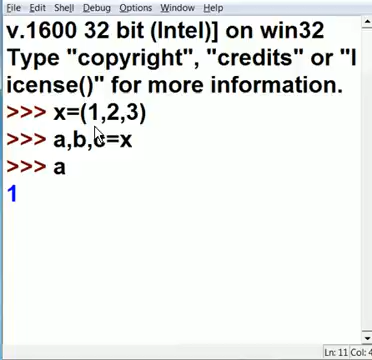 File Edit Shell Debug Options Window Help
v.1600 32 bit (Intel)] on win32
Type "copyright", "credits" or "l
icense()" for more information.
>>> x=(1,2,3)
>>> a,b,c=x
>>> a
1
Ln: 11 Col: 4